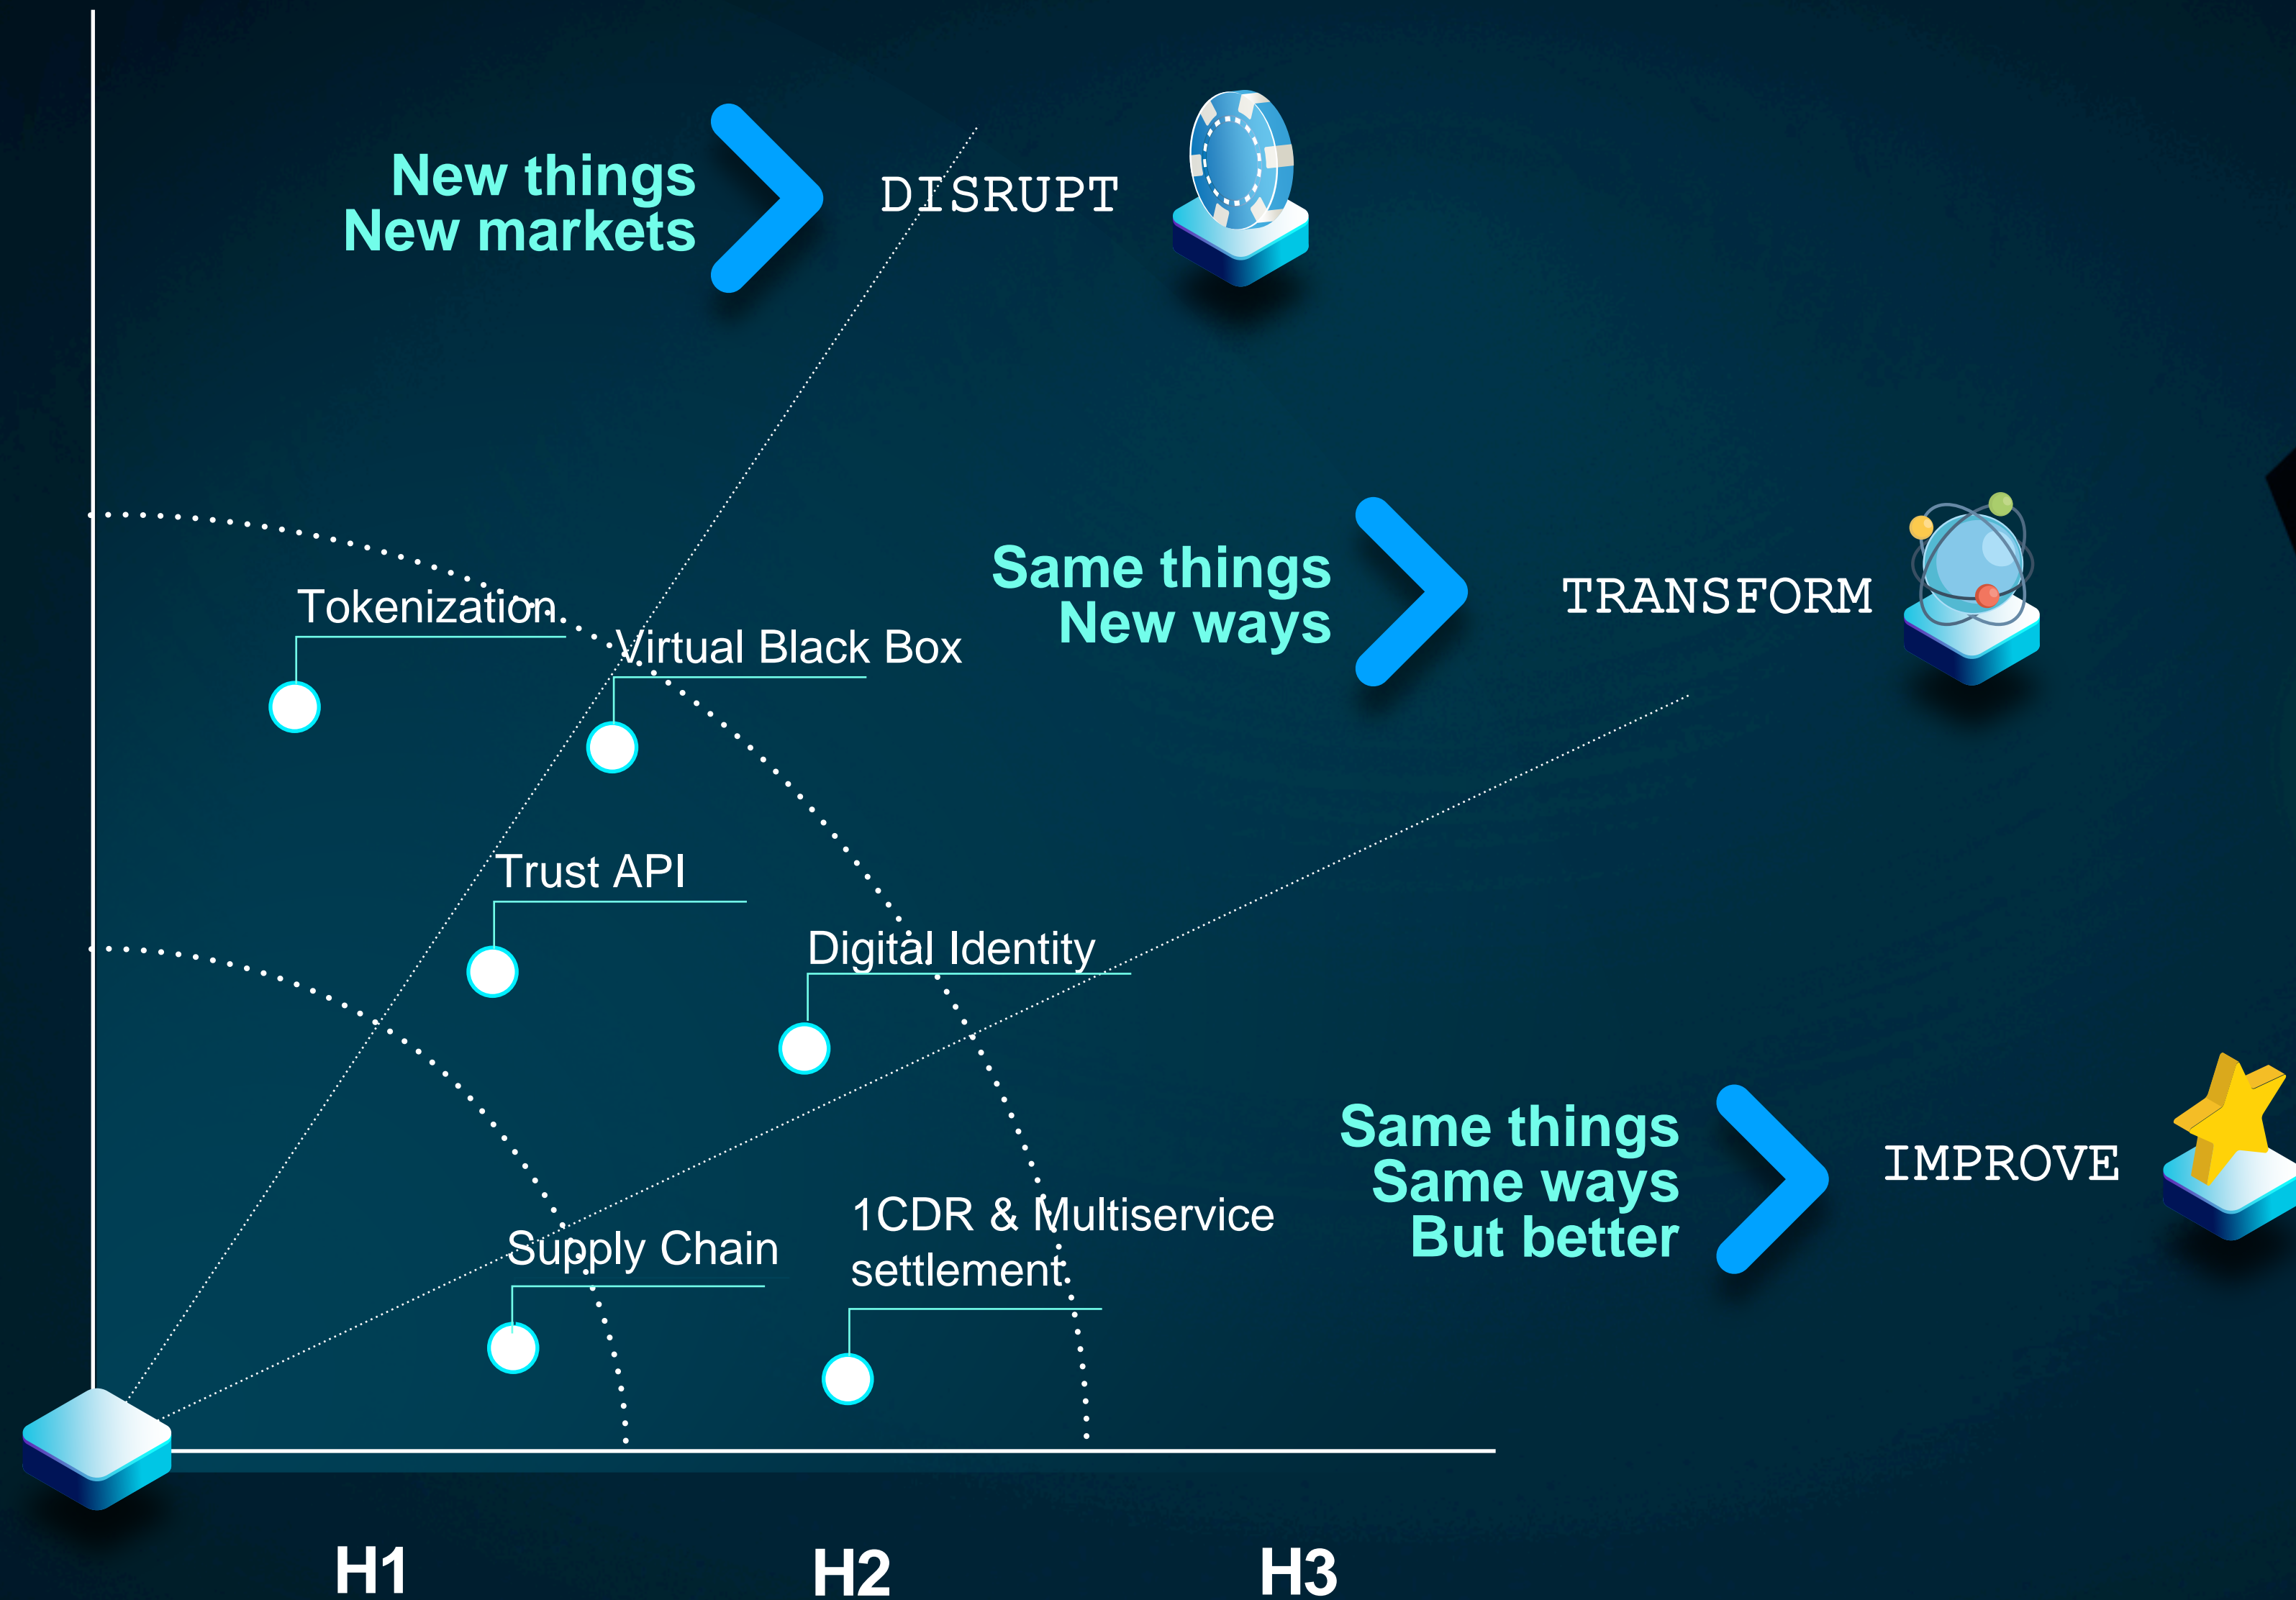 New things
New markets
DISRUPT
Same things
New ways
TRANSFORM
Tokenization
Virtual Black Box
Trust API
Digital Identity
Same things
Same ways
But better
IMPROVE
Supply Chain
1CDR & Multiservice
settlement
H1
H2
H3